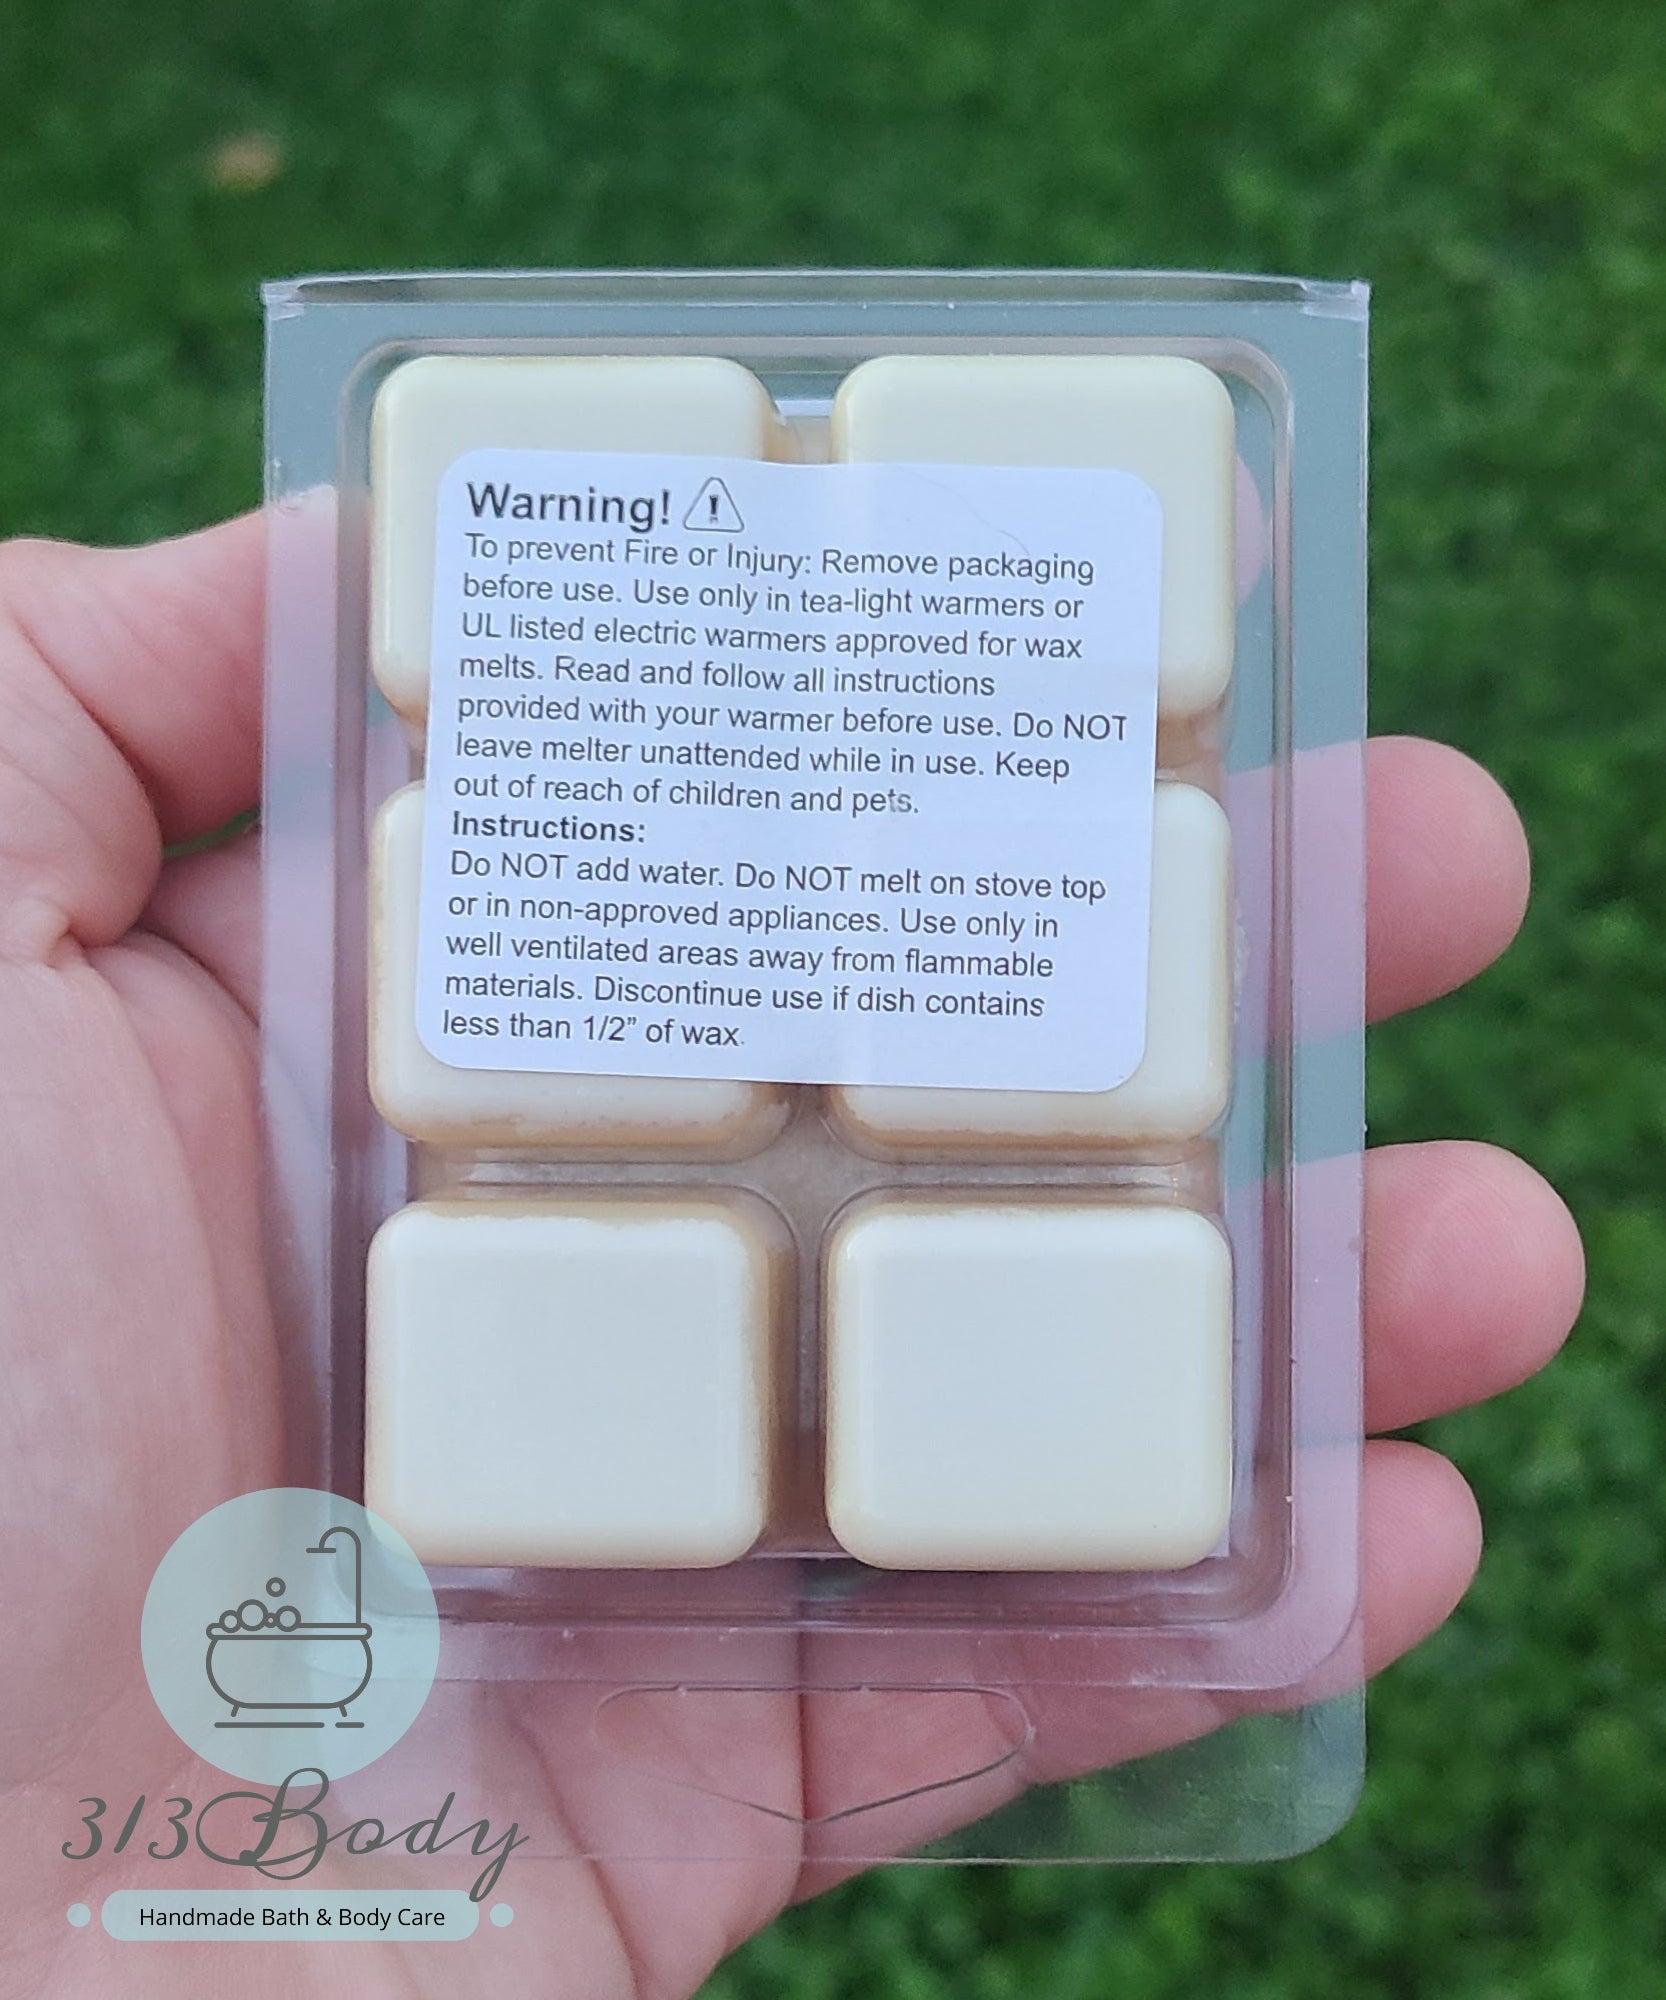 Warning!
To prevent Fire or Injury: Remove packaging
before use. Use only in tea-light warmers or
UL listed electric warmers approved for wax
melts. Read and follow all instructions
provided with your warmer before use. Do NOT
leave melter unattended while in use. Keep
out of reach of children and pets.
Instructions:
Do NOT add water. Do NOT melt on stove top
or in non-approved appliances. Use only in
well ventilated areas away from flammable
materials. Discontinue use if dish contains
less than 1/2” of wax.
313Body
Handmade Bath & Body Care